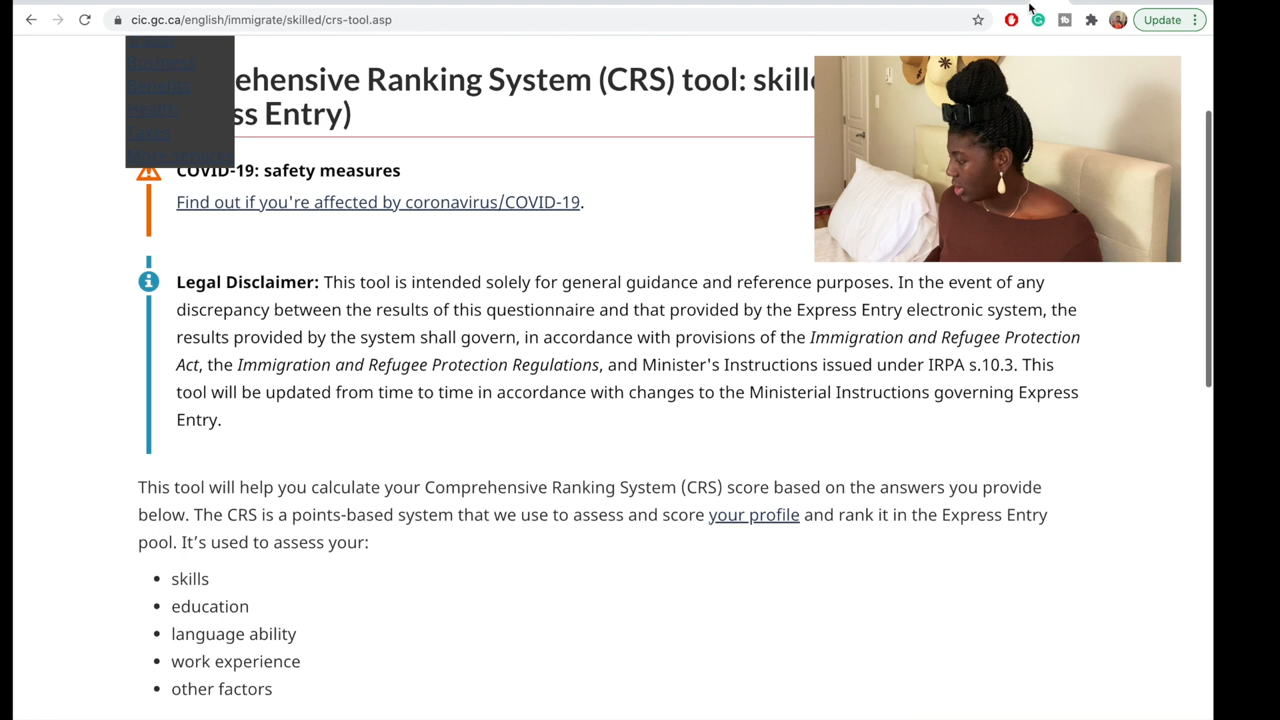 cic.gc.ca/english/immigrate/skilled/crs-tool.asp
Update
Business
Benefits
Health
Taxes
More services
ehensive Ranking System (CRS) tool: skille
ss Entry)
COVID-19: safety measures
Find out if you're affected by coronavirus/COVID-19.
Legal Disclaimer: This tool is intended solely for general guidance and reference purposes. In the event of any
discrepancy between the results of this questionnaire and that provided by the Express Entry electronic system, the
results provided by the system shall govern, in accordance with provisions of the Immigration and Refugee Protection
Act, the Immigration and Refugee Protection Regulations, and Minister's Instructions issued under IRPA s.10.3. This
tool will be updated from time to time in accordance with changes to the Ministerial Instructions governing Express
Entry.
This tool will help you calculate your Comprehensive Ranking System (CRS) score based on the answers you provide
below. The CRS is a points-based system that we use to assess and score your profile and rank it in the Express Entry
pool. It’s used to assess your:
• skills
• education
• language ability
• work experience
• other factors